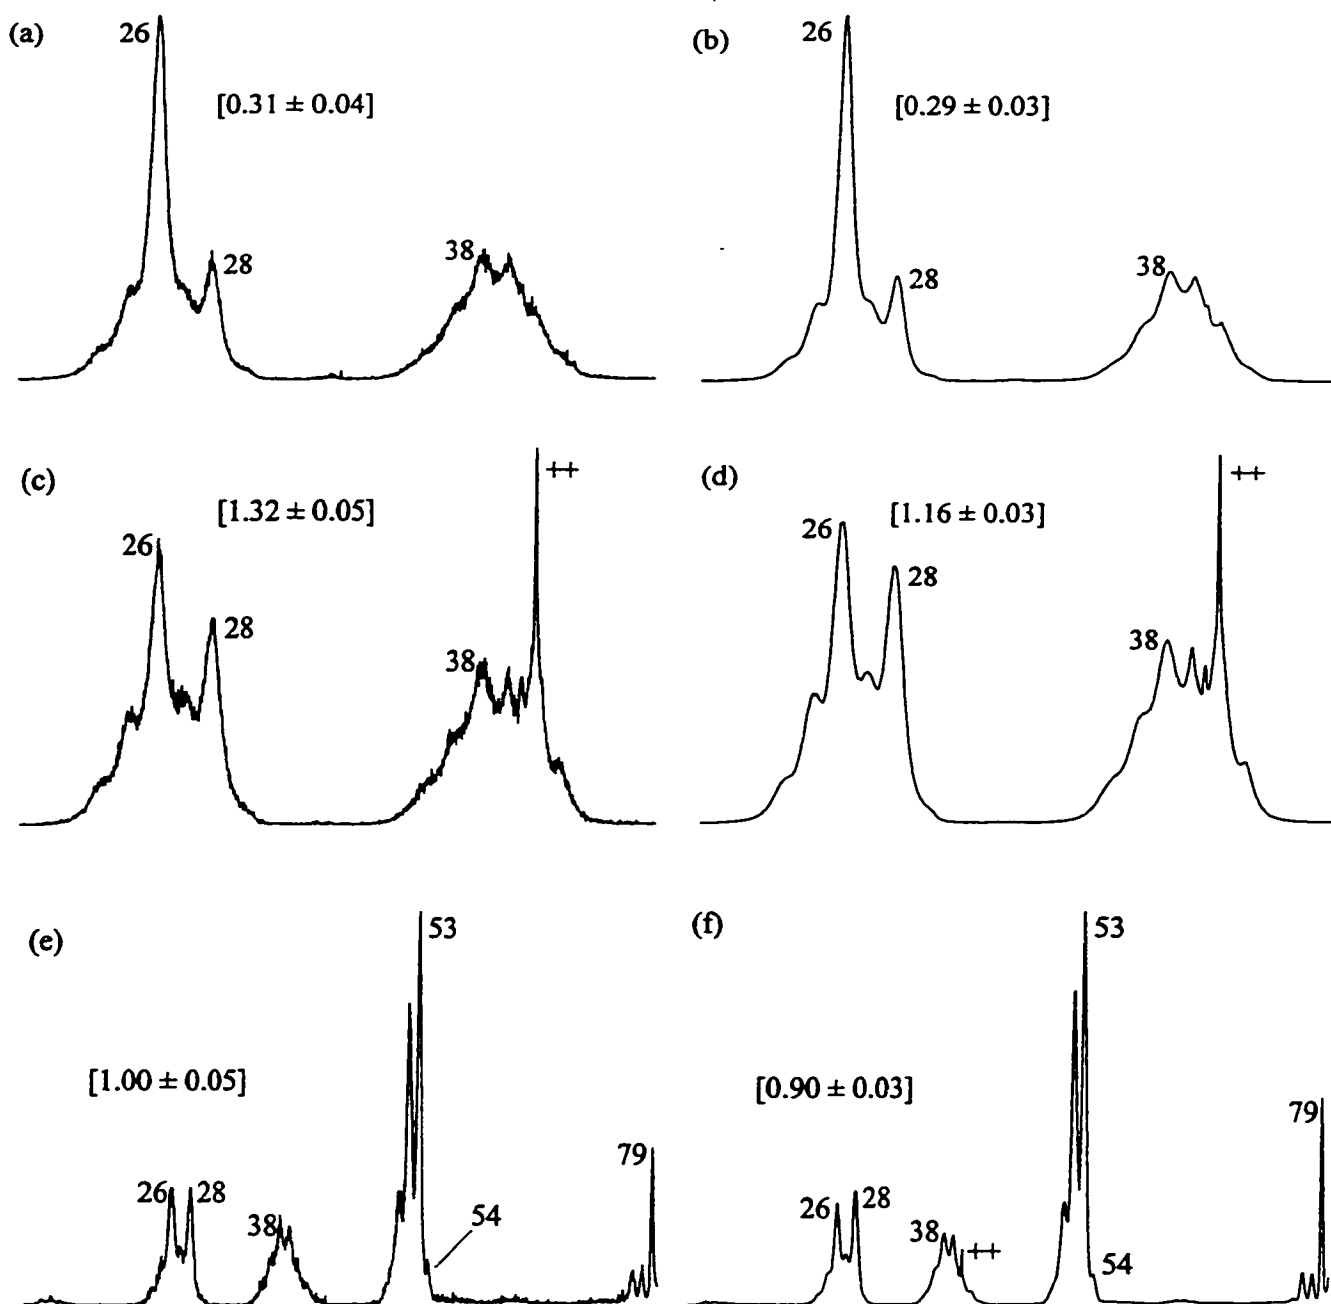 (a)
26
[0.31 ± 0.04]
28
38
(b)
26
[0.29 ± 0.03]
28
38
(c)
26
[1.32 ± 0.05]
28
38
++
(d)
26
[1.16 ± 0.03]
28
38
++
(e)
53
[1.00 ± 0.05]
26
28
38
54
79
(f)
53
[0.90 ± 0.03]
26
28
38
++
54
79